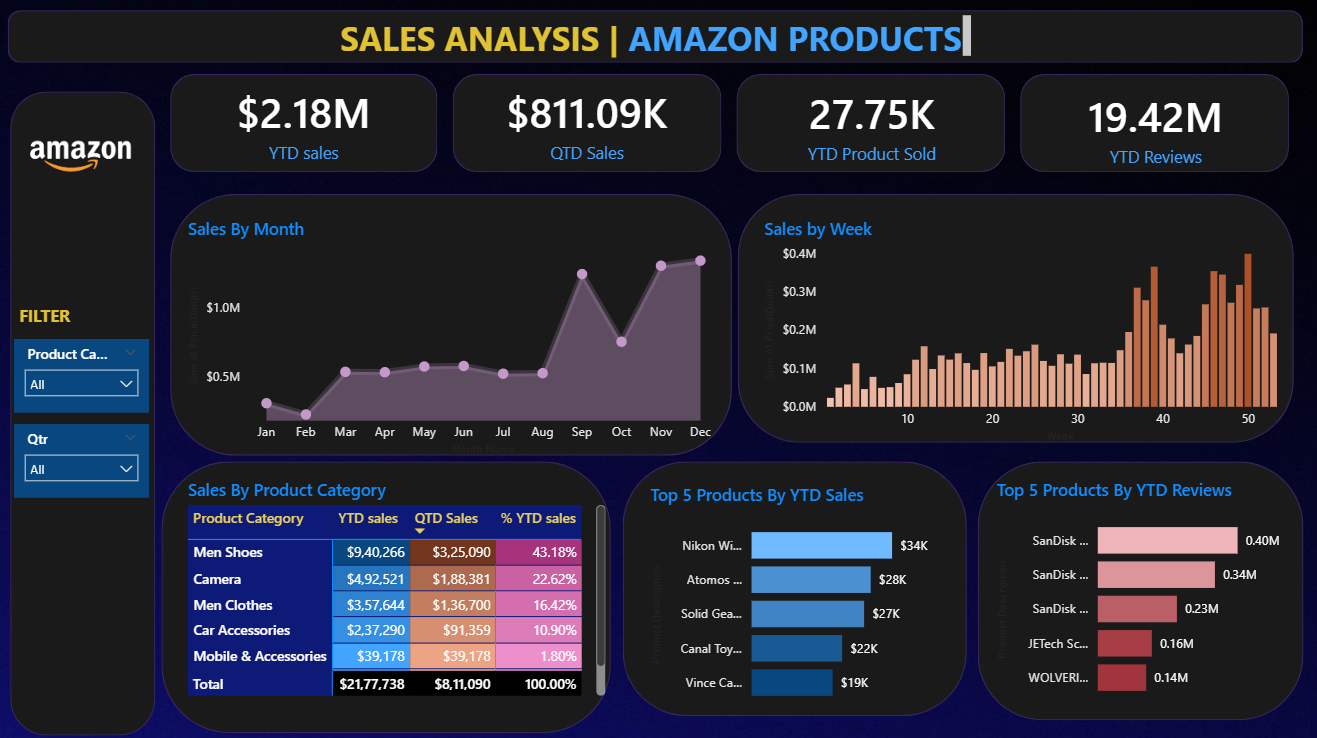 SALES ANALYSIS | AMAZON PRODUCTS
$2.18M
YTD sales
$811.09K
QTD Sales
27.75K
YTD Product Sold
19.42M
YTD Reviews
amazon
FILTER
Product Ca...
All
Qtr
All
Sales By Month
$1.0M
$0.5M
Jan Feb Mar Apr May Jun Jul Aug Sep Oct Nov Dec
Month Name
Sales by Week
$0.4M
$0.3M
$0.2M
$0.1M
$0.0M
10 20 30 40 50
Week
Sales By Product Category
Product Category YTD sales QTD Sales % YTD sales
Men Shoes $9,40,266 $3,25,090 43.18%
Camera $4,92,521 $1,88,381 22.62%
Men Clothes $3,57,644 $1,36,700 16.42%
Car Accessories $2,37,290 $91,359 10.90%
Mobile & Accessories $39,178 $39,178 1.80%
Total $21,77,738 $8,11,090 100.00%
Top 5 Products By YTD Sales
Product Description
Nikon Wi... $34K
Atomos ... $28K
Solid Gea... $27K
Canal Toy... $22K
Vince Ca... $19K
Top 5 Products By YTD Reviews
Product Description
SanDisk ... 0.40M
SanDisk ... 0.34M
SanDisk ... 0.23M
JETech Sc... 0.16M
WOLVERI... 0.14M